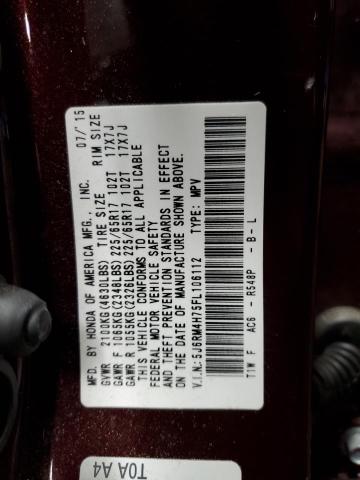 MFD. BY HONDA OF AMERICA MFG., INC. 07/15
GVWR 2100KG(4630LBS) TIRE SIZE RIM SIZE
GAWR F 1065KG(2348LBS) 225/65R17 102T 17X7J
GAWR R 1055KG(2326LBS) 225/65R17 102T 17X7J
THIS VEHICLE CONFORMS TO ALL APPLICABLE
FEDERAL MOTOR VEHICLE SAFETY
AND THEFT PREVENTION STANDARDS IN EFFECT
ON THE DATE OF MANUFACTURE SHOWN ABOVE.
V.I.N.: 5J6RM4H75FL106112 TYPE: MPV
TIW F AC6 - R548P - B - L
T0A A4